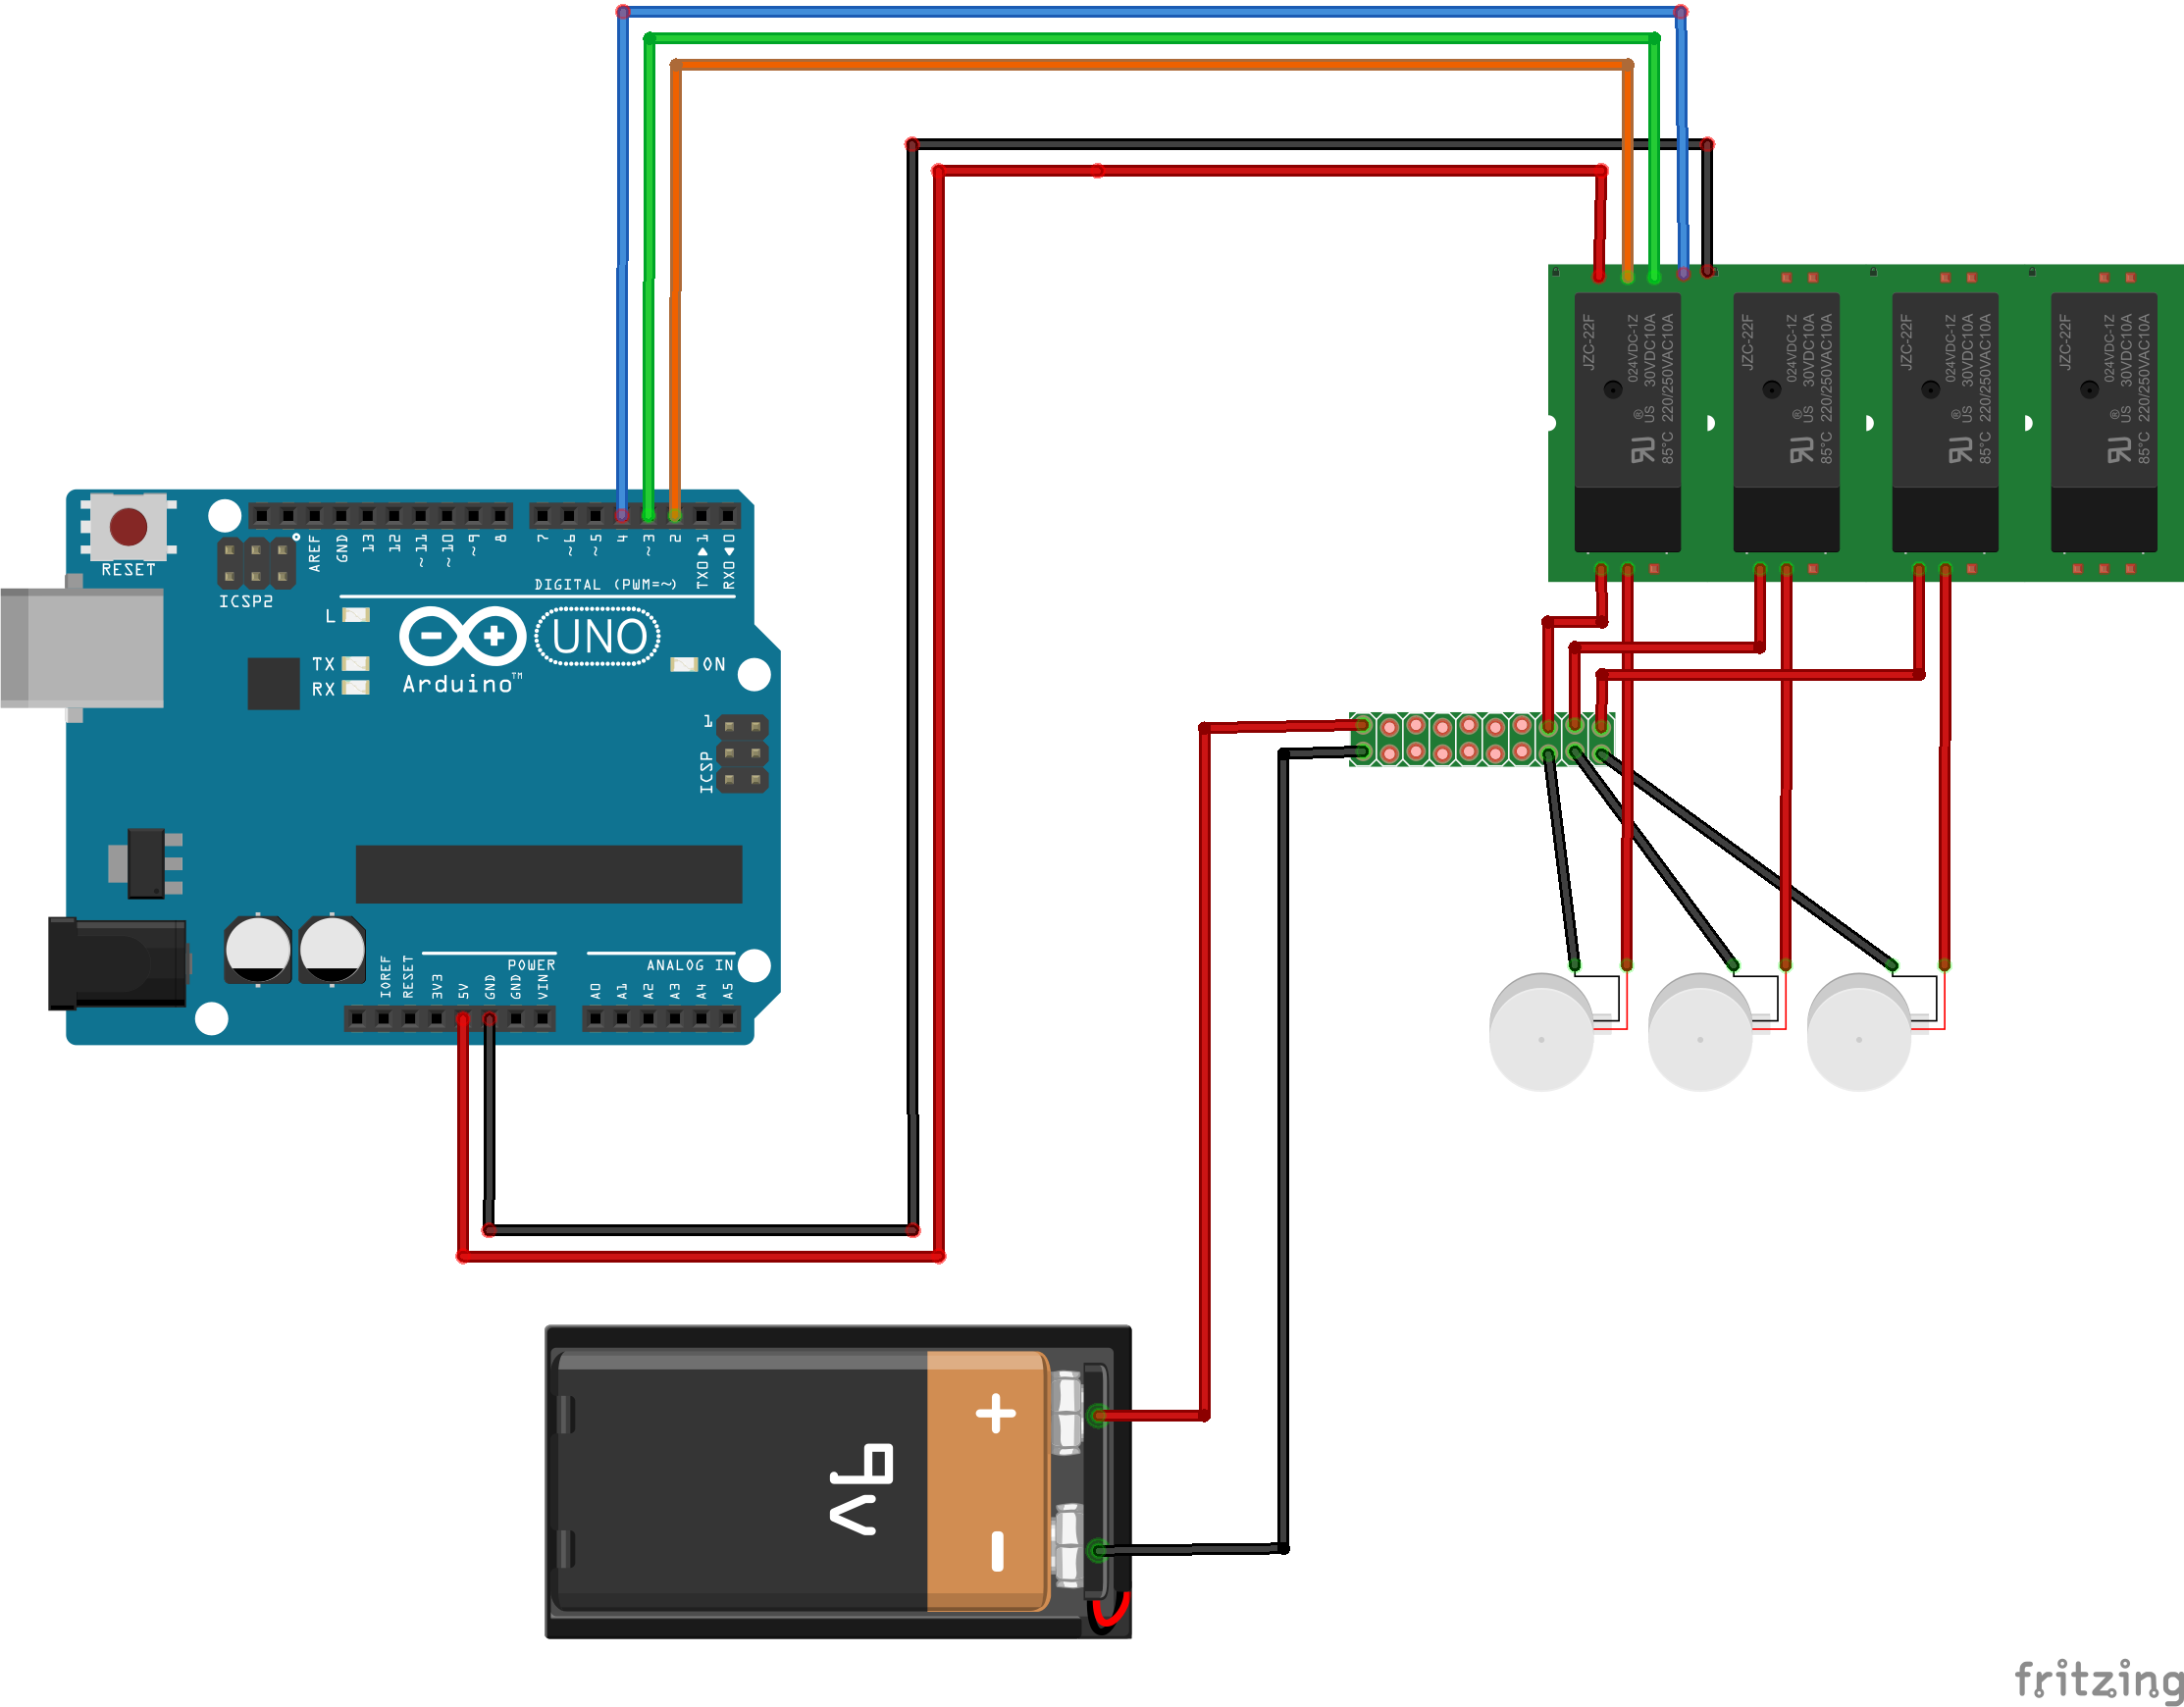 JZC-22F
024VDC-1Z
30VDC10A
US
85°C 220/250VAC10A
JZC-22F
024VDC-1Z
30VDC10A
US
85°C 220/250VAC10A
JZC-22F
024VDC-1Z
30VDC10A
US
85°C 220/250VAC10A
JZC-22F
024VDC-1Z
30VDC10A
US
85°C 220/250VAC10A
RESET
ICSP2
AREF
GND
13
12
~11
~10
~9
8
7
~6
~5
4
~3
2
TX0 ▶ 1
RX0 ◀ 0
DIGITAL (PWM=~)
L
TX
RX
UNO
Arduino™
ON
1
ICSP
POWER
ANALOG IN
IOREF
RESET
3V3
5V
GND
GND
VIN
A0
A1
A2
A3
A4
A5
+
9V
-
fritzing